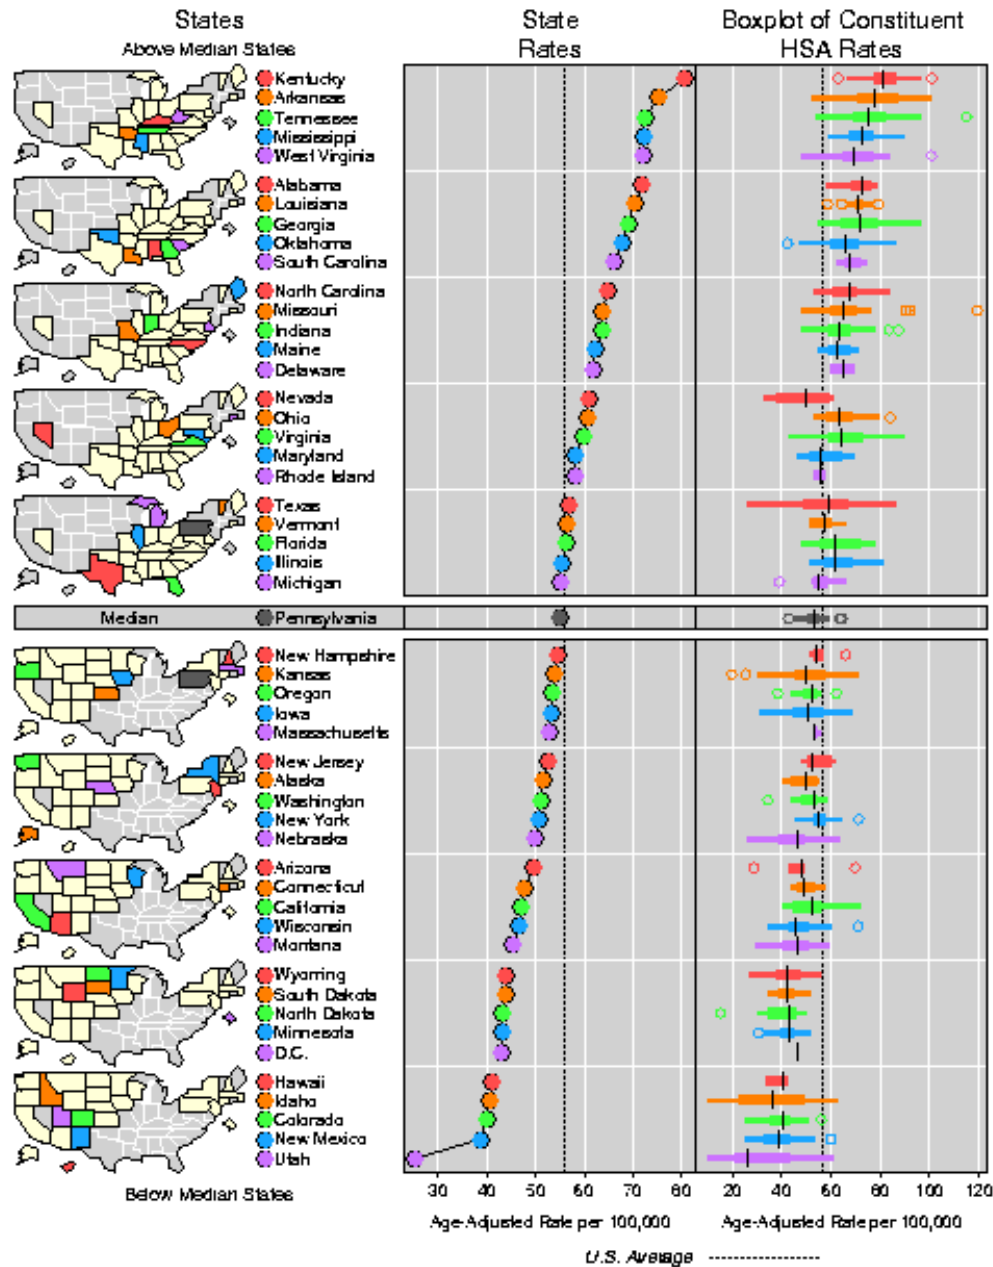 States
Above Median States
State
Rates
Boxplot of Constituent
HSA Rates
Kentucky
Arkansas
Tennessee
Mississippi
West Virginia
Alabama
Louisiana
Georgia
Oklahoma
South Carolina
North Carolina
Missouri
Indiana
Maine
Delaware
Nevada
Ohio
Virginia
Maryland
Rhode Island
Texas
Vermont
Florida
Illinois
Michigan
Median
Pennsylvania
New Hampshire
Kansas
Oregon
Iowa
Massachusetts
New Jersey
Alaska
Washington
New York
Nebraska
Arizona
Connecticut
California
Wisconsin
Montana
Wyoming
South Dakota
North Dakota
Minnesota
D.C.
Hawaii
Idaho
Colorado
New Mexico
Utah
Below Median States
30 40 50 60 70 80
20 40 60 80 100 120
Age-Adjusted Rate per 100,000
Age-Adjusted Rate per 100,000
U.S. Average